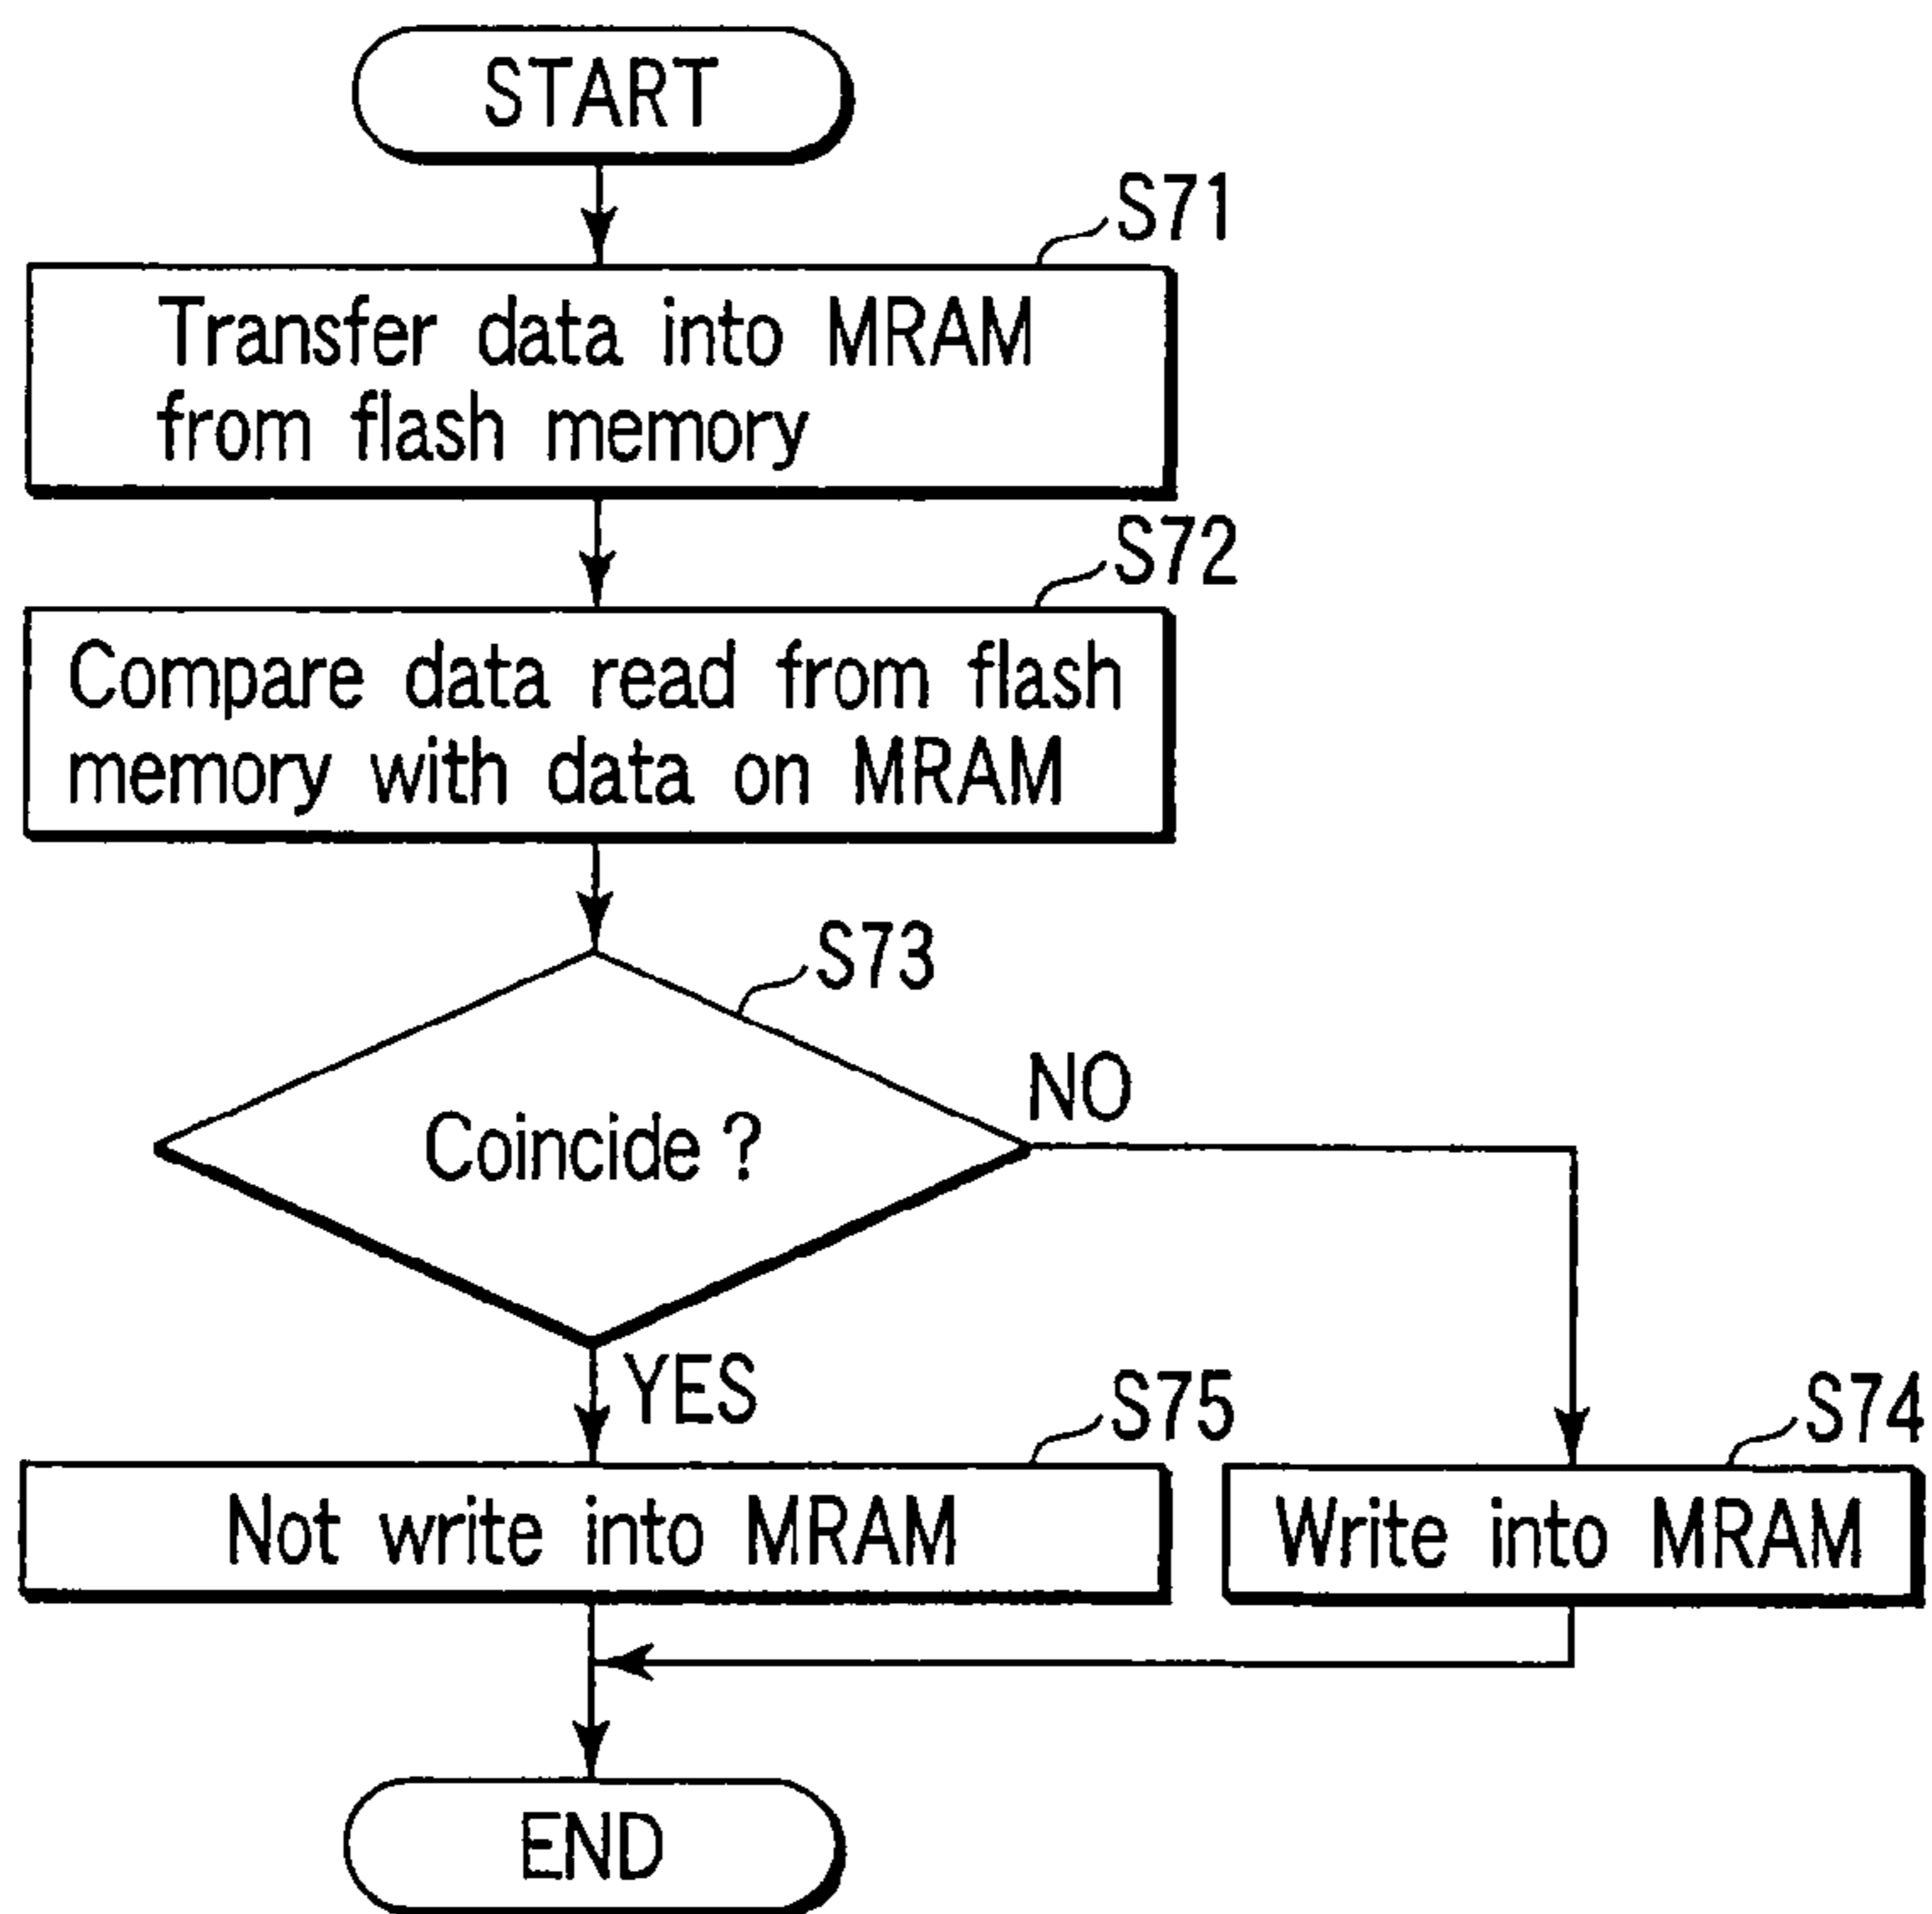 START
S71
Transfer data into MRAM
from flash memory
S72
Compare data read from flash
memory with data on MRAM
S73
Coincide ?
NO
YES
S75
S74
Not write into MRAM
Write into MRAM
END